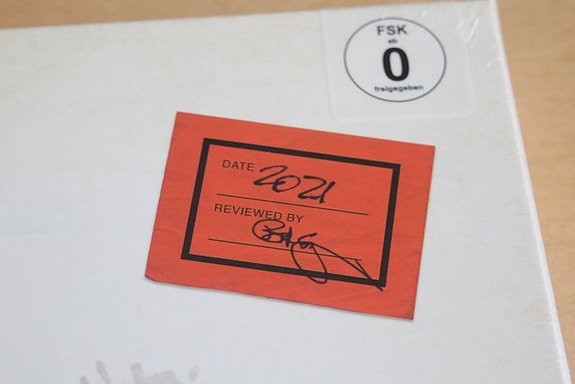 FSK
ab
0
freigegeben
DATE 2021
REVIEWED BY